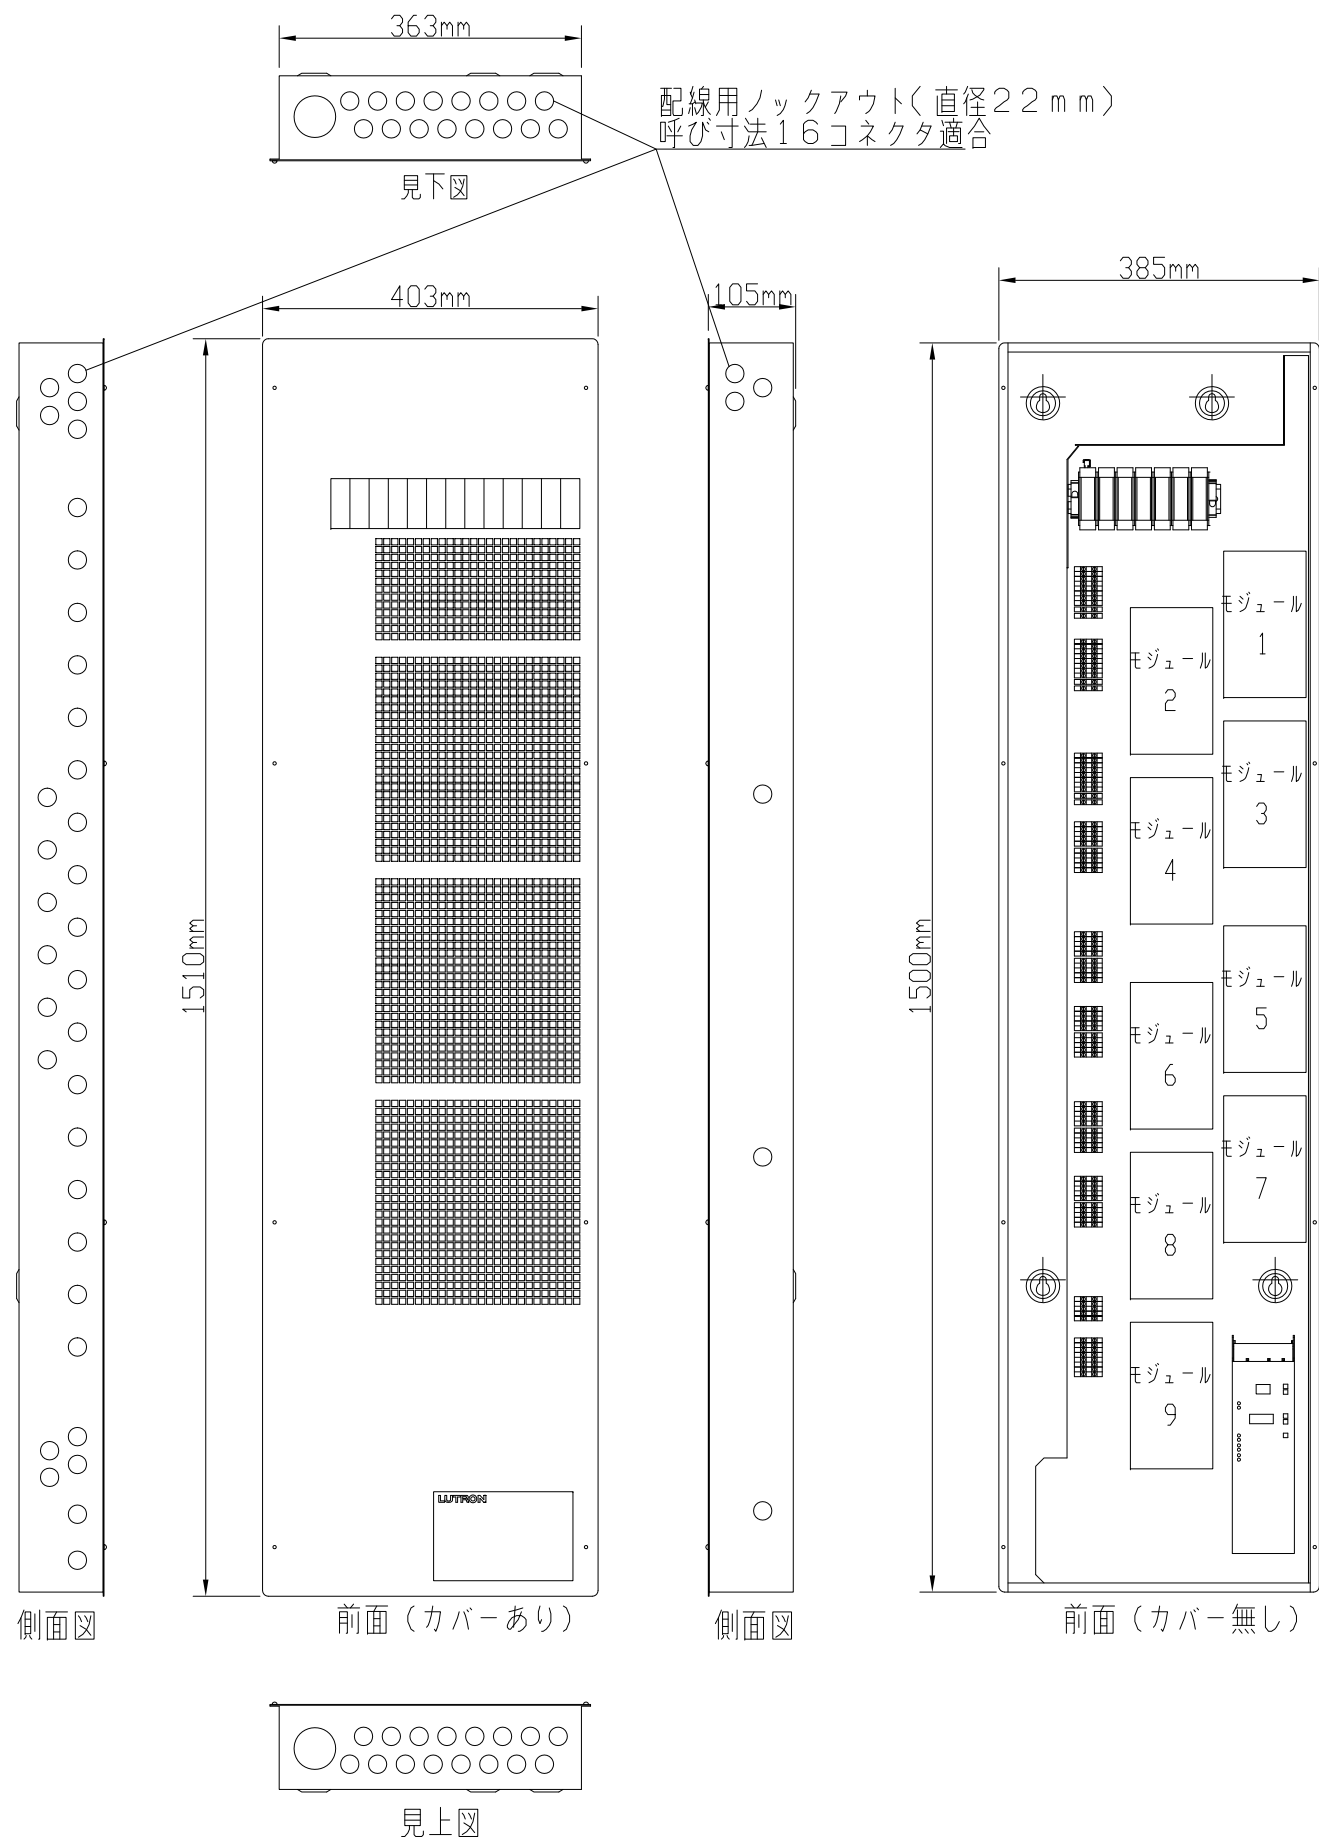 363mm
配線用ノックアウト(直径22mm)
呼び寸法16コネクタ適合
見下図
403mm
105mm
385mm
1510mm
1500mm
モジュール
1
モジュール
2
モジュール
3
モジュール
4
モジュール
5
モジュール
6
モジュール
7
モジュール
8
モジュール
9
LUTRON
側面図
前面(カバーあり)
側面図
前面(カバー無し)
見上図